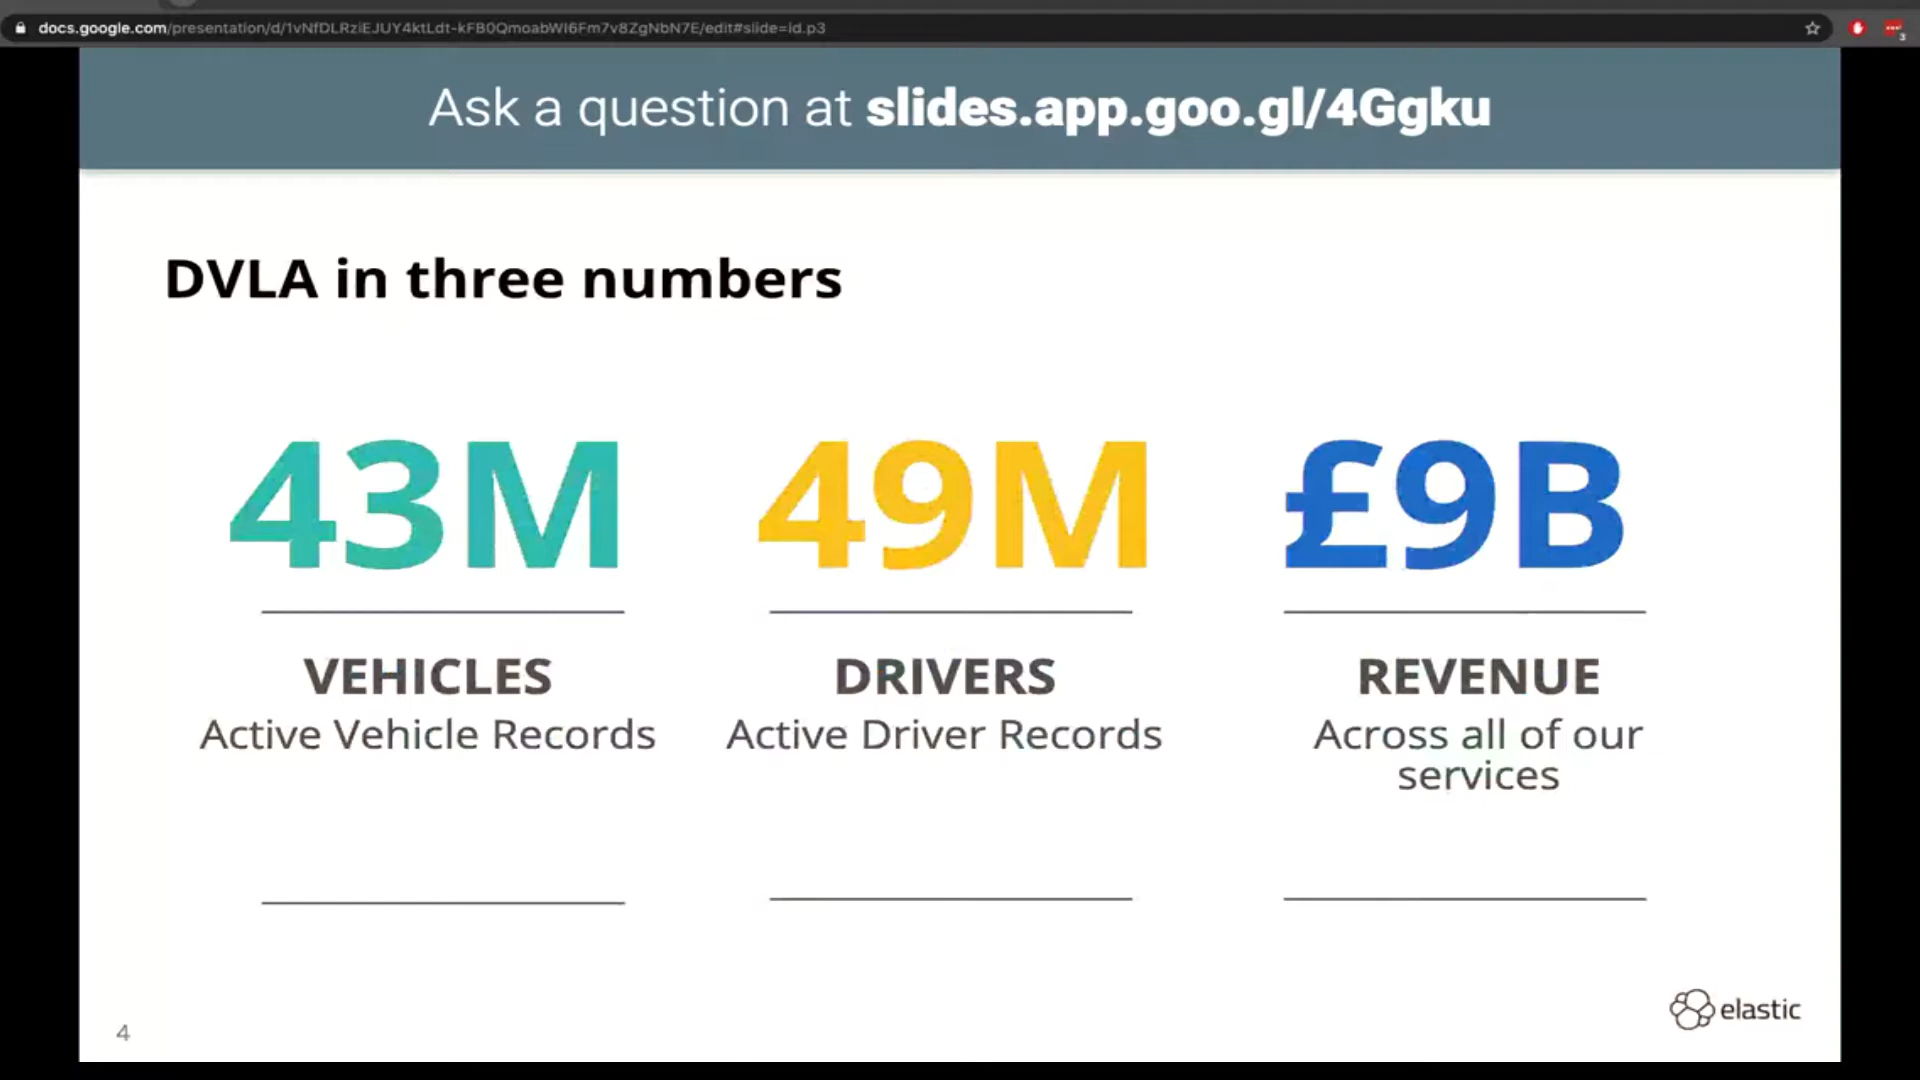 docs.google.com/presentation/d/1vNfDLRziEJUY4ktLdt-kFB0QmoabWI6Fm7v8ZgNbN7E/edit#slide=id.p3
3
Ask a question at slides.app.goo.gl/4Ggku
DVLA in three numbers
43M 49M £9B
VEHICLES DRIVERS REVENUE
Active Vehicle Records Active Driver Records Across all of our
services
4
elastic